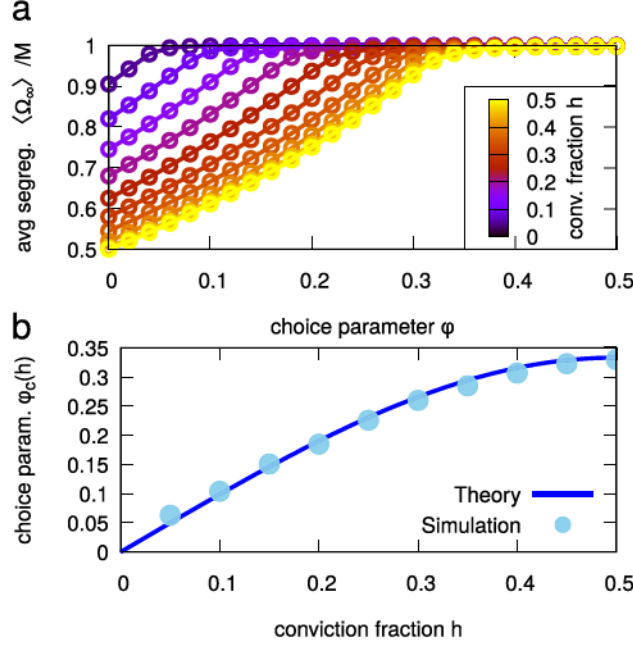 a
avg segreg. ⟨Ω∞⟩ /M
1
0.9
0.8
0.7
0.6
0.5
0.1 0.2 0.3 0.4 0.5
choice parameter φ
0.5
0.4
0.3
0.2
0.1
0
conv. fraction h
b
choice param. φc(h)
0.35
0.3
0.25
0.2
0.15
0.1
0.05
0
0 0.1 0.2 0.3 0.4 0.5
Theory
Simulation
conviction fraction h